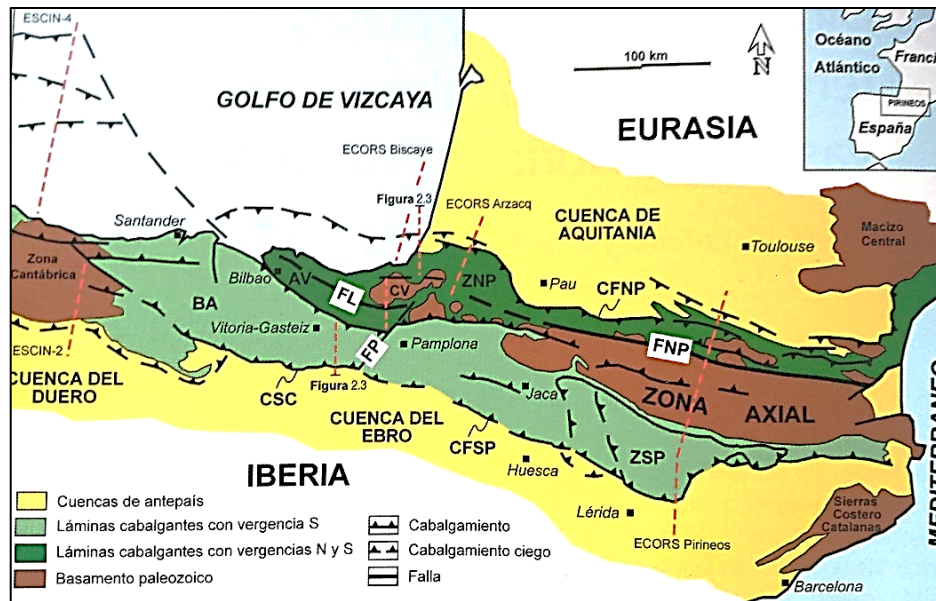 ESCIN-4
GOLFO DE VIZCAYA
100 km
N
Océano
Atlántico
PIRINEOS
España
EURASIA
ECORS Biscaye
Figura 2.3
ECORS Arzacq
CUENCA DE
AQUITANIA
Toulouse
Macizo
Central
Santander
Zona
Cantábrica
Bilbao
AV
FL
CV
ZNP
Pau
CFNP
BA
Vitoria-Gasteiz
FP
Pamplona
FNP
ESCIN-2
CUENCA DEL
DUERO
CSC
Figura 2.3
CUENCA DEL
EBRO
CFSP
Jaca
ZONA
AXIAL
ZSP
Huesca
IBERIA
Lérida
ECORS Pirineos
Sierras
Costero
Catalanas
Barcelona
Cuencas de antepaís
Láminas cabalgantes con vergencia S
Láminas cabalgantes con vergencias N y S
Basamento paleozoico
Cabalgamiento
Cabalgamiento ciego
Falla